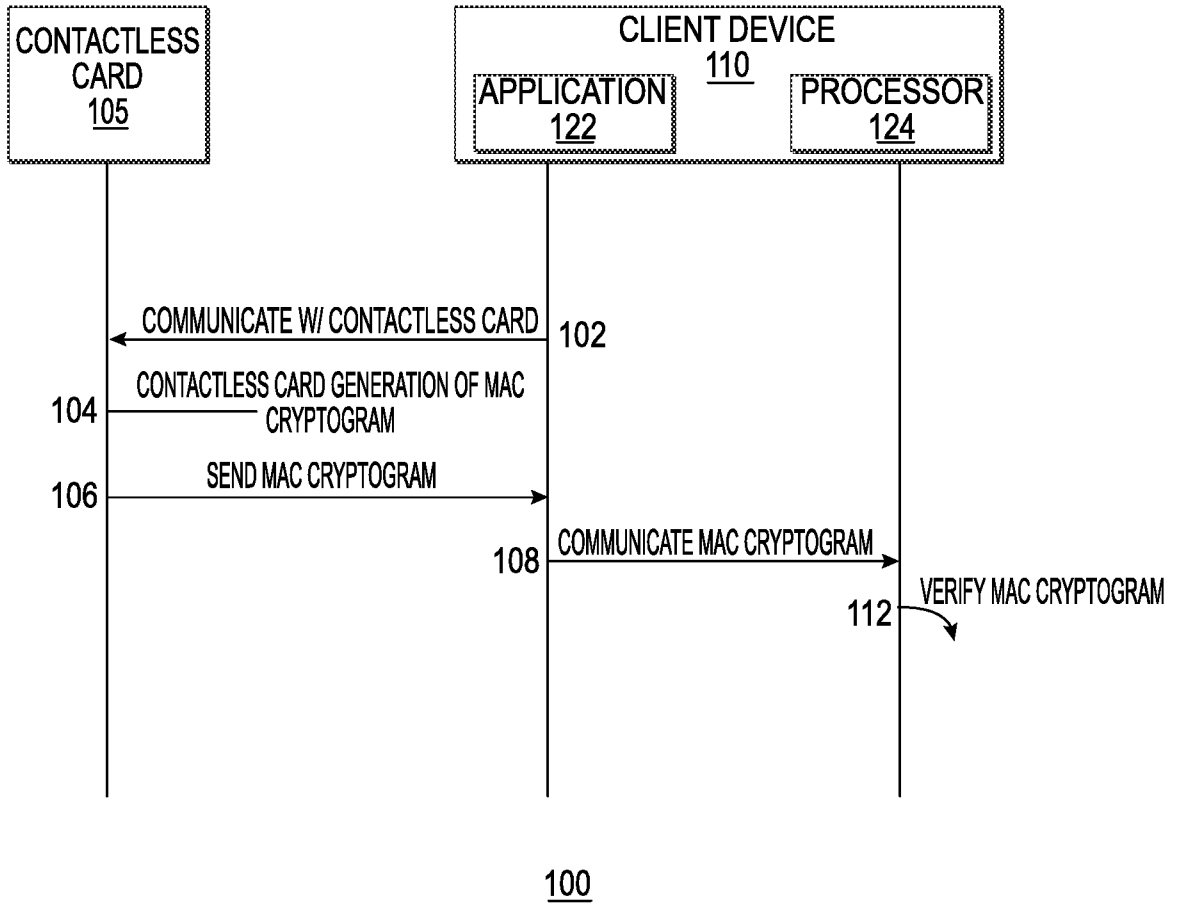 CONTACTLESS
CARD
105
CLIENT DEVICE
110
APPLICATION
122
PROCESSOR
124
COMMUNICATE W/ CONTACTLESS CARD
102
CONTACTLESS CARD GENERATION OF MAC
CRYPTOGRAM
104
SEND MAC CRYPTOGRAM
106
COMMUNICATE MAC CRYPTOGRAM
108
VERIFY MAC CRYPTOGRAM
112
100